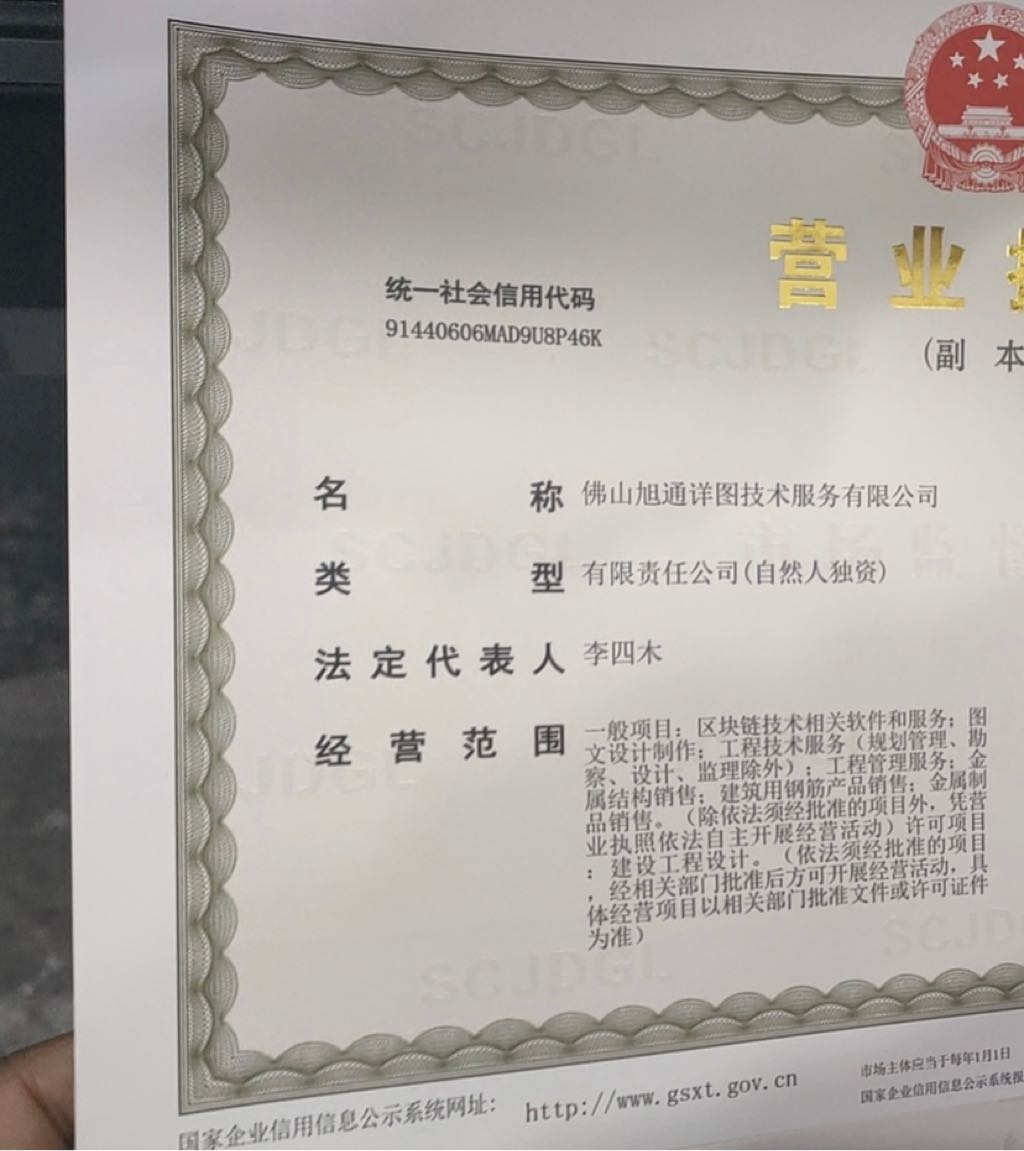 营业
(副 本
统一社会信用代码
91440606MAD9U8P46K
名 称 佛山旭通详图技术服务有限公司
类 型 有限责任公司(自然人独资)
法定代表人 李四木
经营范围 一般项目：区块链技术相关软件和服务；图
文设计制作；工程技术服务（规划管理、勘
察、设计、监理除外）；工程管理服务；金
属结构销售；建筑用钢筋产品销售；金属制
品销售。（除依法须经批准的项目外，凭营
业执照依法自主开展经营活动）许可项目
：建设工程设计。（依法须经批准的项目
，经相关部门批准后方可开展经营活动，具
体经营项目以相关部门批准文件或许可证件
为准）
国家企业信用信息公示系统网址： http://www.gsxt.gov.cn
市场主体应当于每年1月1日
国家企业信用信息公示系统报
SCJDGL
SCJDGL
SCJDGL
SCJDGL